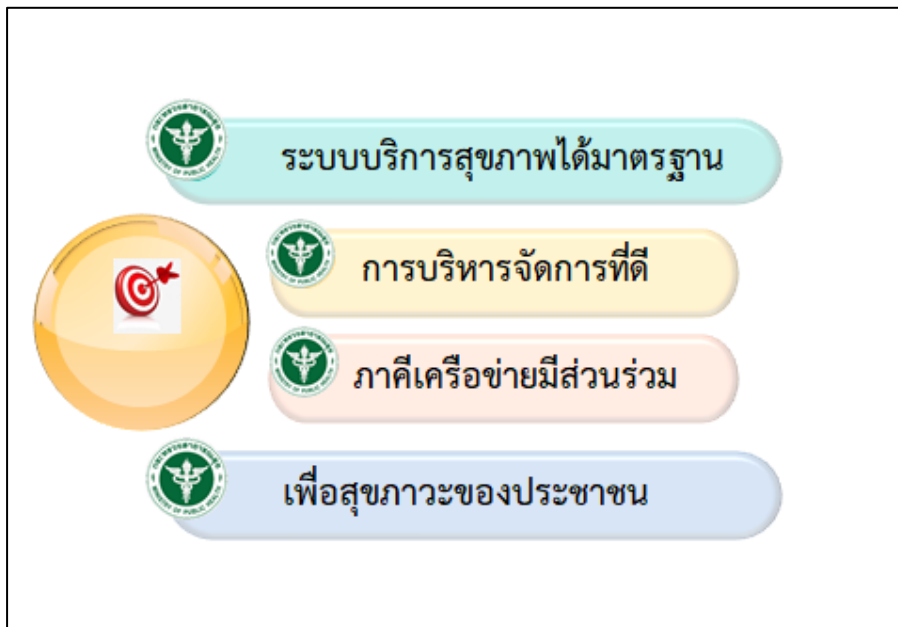 ระบบบริการสุขภาพได้มาตรฐาน
การบริหารจัดการที่ดี
ภาคีเครือข่ายมีส่วนร่วม
เพื่อสุขภาวะของประชาชน